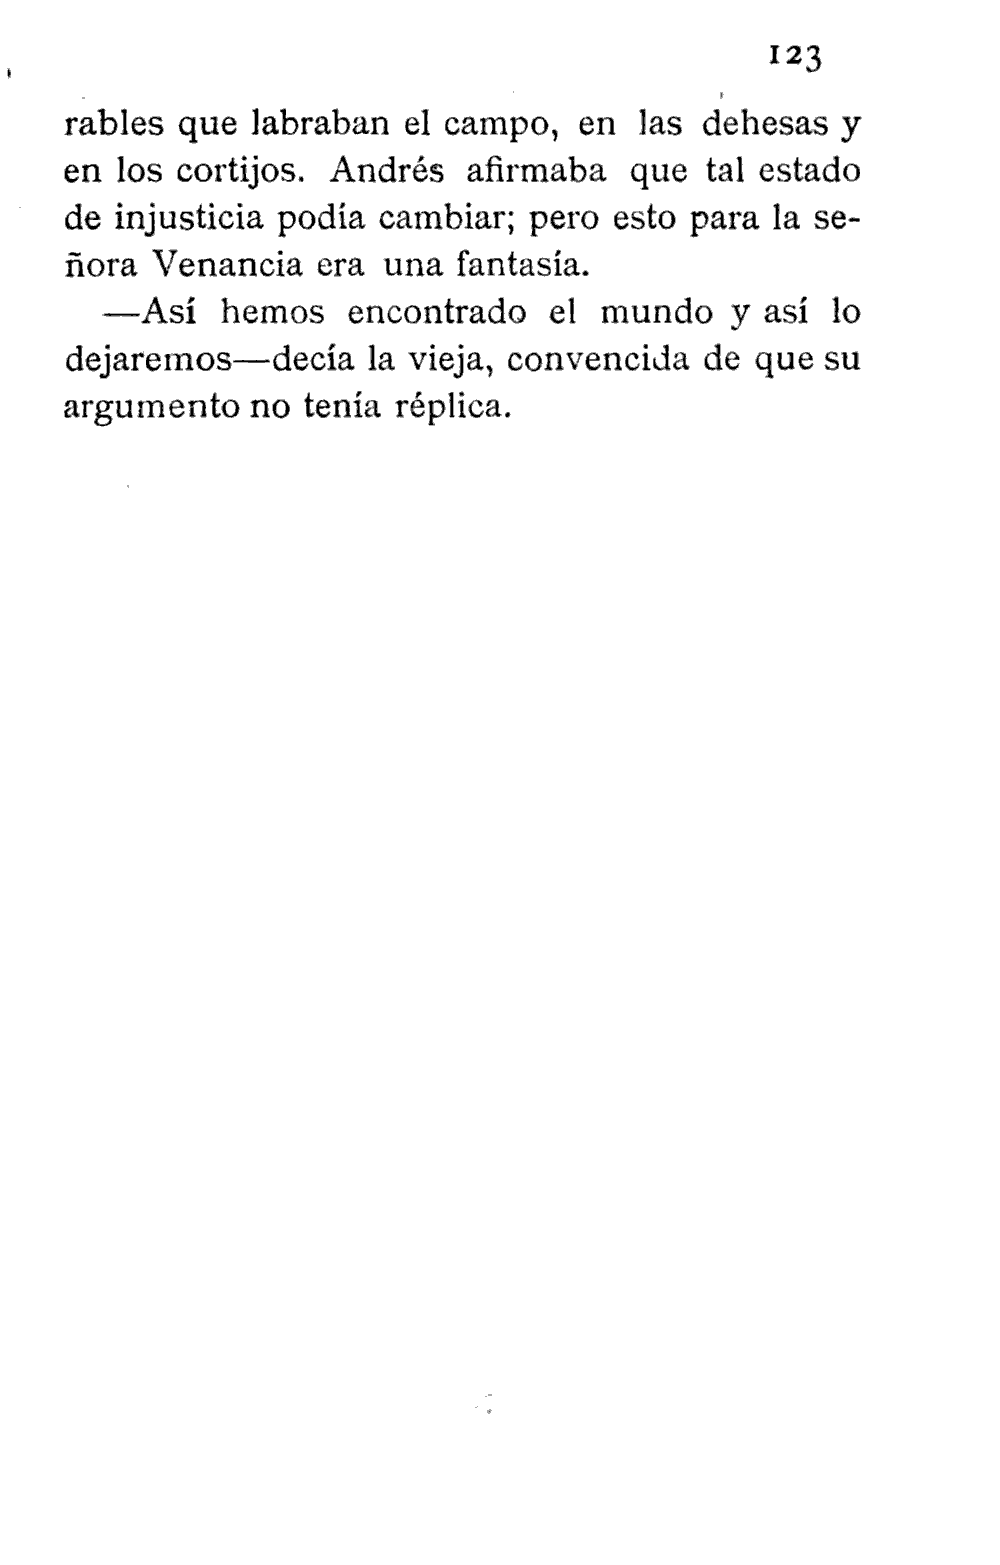 123
rables que labraban el campo, en las dehesas y
en los cortijos. Andrés afirmaba que tal estado
de injusticia podía cambiar; pero esto para la se-
ñora Venancia era una fantasía.
—Así hemos encontrado el mundo y así lo
dejaremos—decía la vieja, convencida de que su
argumento no tenía réplica.